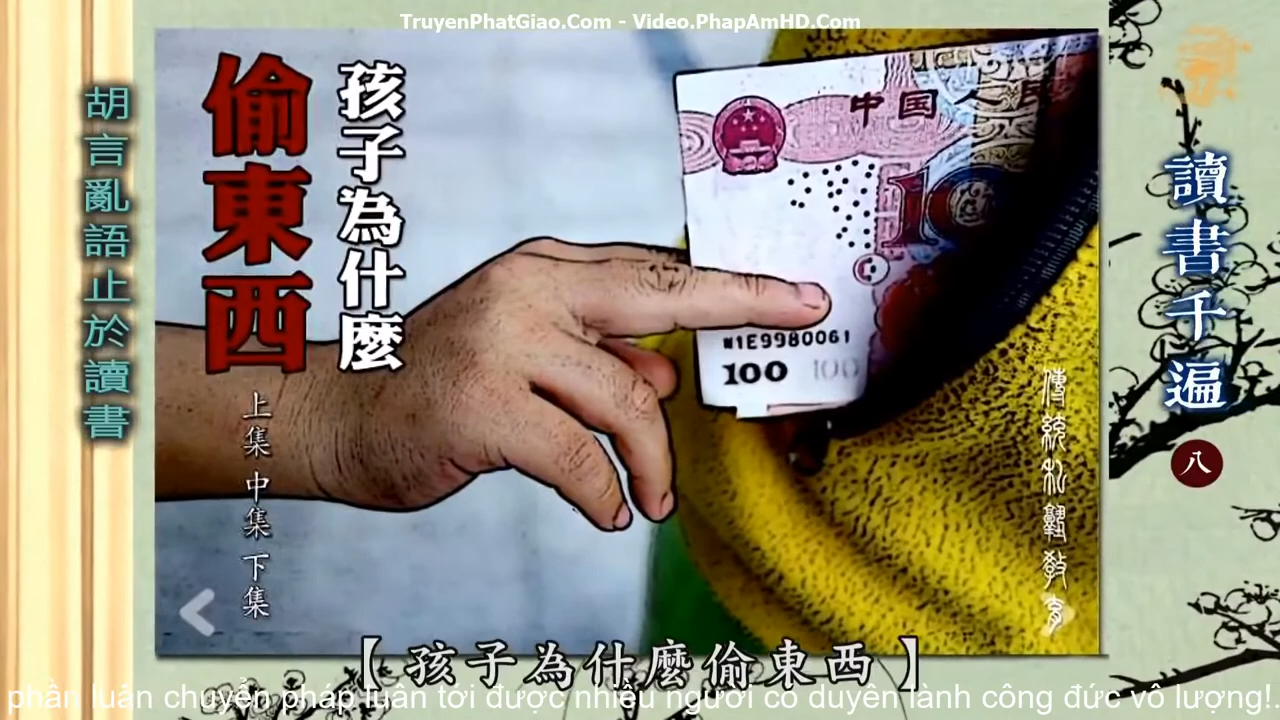 TruyenPhatGiao.Com - Video.PhapAmHD.Com
讀書千遍
八
胡言亂語止於讀書
孩子為什麼
偷東西
上集 中集 下集
中国人民
10
W1E9980061
100 100
【孩子為什麼偷東西】
phần luân chuyển pháp luân tới được nhiều người có duyên lành công đức vô lượng!.